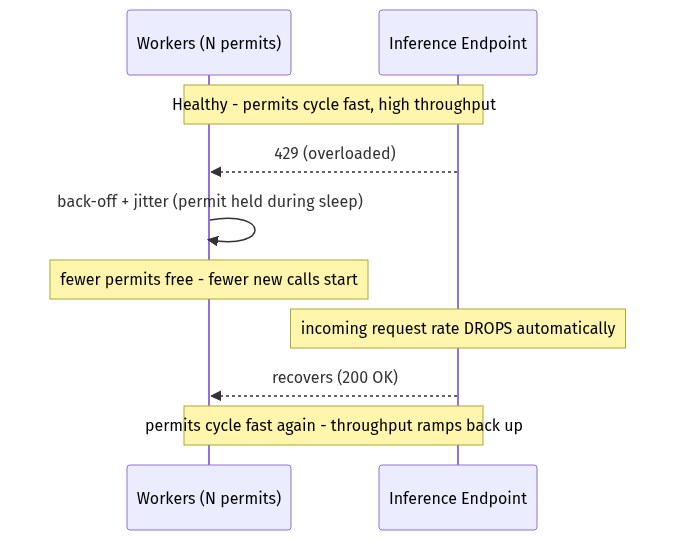 Workers (N permits)
Inference Endpoint
Healthy - permits cycle fast, high throughput
429 (overloaded)
back-off + jitter (permit held during sleep)
fewer permits free - fewer new calls start
incoming request rate DROPS automatically
recovers (200 OK)
permits cycle fast again - throughput ramps back up
Workers (N permits)
Inference Endpoint